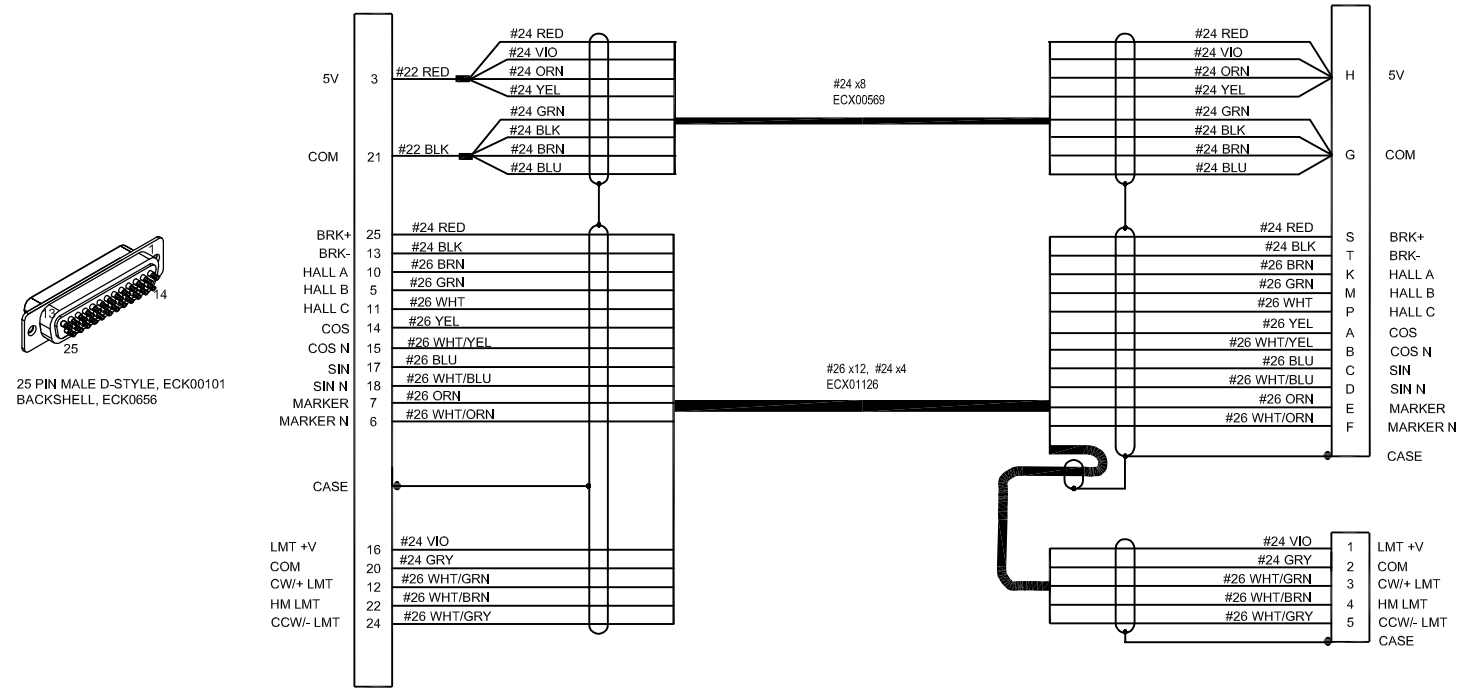 #24 RED #24 RED
#24 VIO #24 VIO
5V 3 #22 RED #24 ORN #24 ORN H 5V
#24 YEL #24 x8 #24 YEL
ECX00569
#24 GRN #24 GRN
#24 BLK #24 BLK
COM 21 #22 BLK #24 BRN #24 BRN G COM
#24 BLU #24 BLU
BRK+ 25 #24 RED #24 RED S BRK+
BRK- 13 #24 BLK #24 BLK T BRK-
HALL A 10 #26 BRN #26 BRN K HALL A
HALL B 5 #26 GRN #26 GRN M HALL B
HALL C 11 #26 WHT #26 WHT P HALL C
COS 14 #26 YEL #26 YEL A COS
COS N 15 #26 WHT/YEL #26 WHT/YEL B COS N
SIN 17 #26 BLU #26 BLU C SIN
SIN N 18 #26 WHT/BLU #26 WHT/BLU D SIN N
MARKER 7 #26 ORN #26 ORN E MARKER
MARKER N 6 #26 WHT/ORN #26 WHT/ORN F MARKER N
#26 x12, #24 x4
ECX01126
1
14
13
25
25 PIN MALE D-STYLE, ECK00101
BACKSHELL, ECK0656
CASE
CASE
LMT +V 16 #24 VIO #24 VIO 1 LMT +V
COM 20 #24 GRY #24 GRY 2 COM
CW/+ LMT 12 #26 WHT/GRN #26 WHT/GRN 3 CW/+ LMT
HM LMT 22 #26 WHT/BRN #26 WHT/BRN 4 HM LMT
CCW/- LMT 24 #26 WHT/GRY #26 WHT/GRY 5 CCW/- LMT
CASE